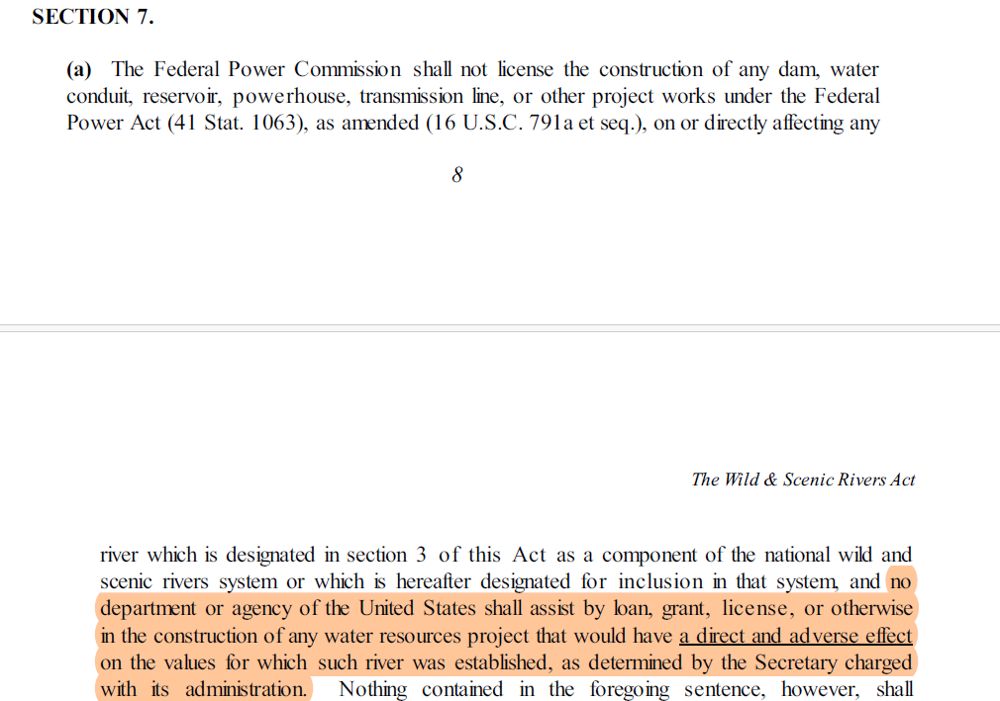 SECTION 7.
(a) The Federal Power Commission shall not license the construction of any dam, water
conduit, reservoir, powerhouse, transmission line, or other project works under the Federal
Power Act (41 Stat. 1063), as amended (16 U.S.C. 791a et seq.), on or directly affecting any
8
The Wild & Scenic Rivers Act
river which is designated in section 3 of this Act as a component of the national wild and
scenic rivers system or which is hereafter designated for inclusion in that system, and no
department or agency of the United States shall assist by loan, grant, license, or otherwise
in the construction of any water resources project that would have a direct and adverse effect
on the values for which such river was established, as determined by the Secretary charged
with its administration. Nothing contained in the foregoing sentence, however, shall